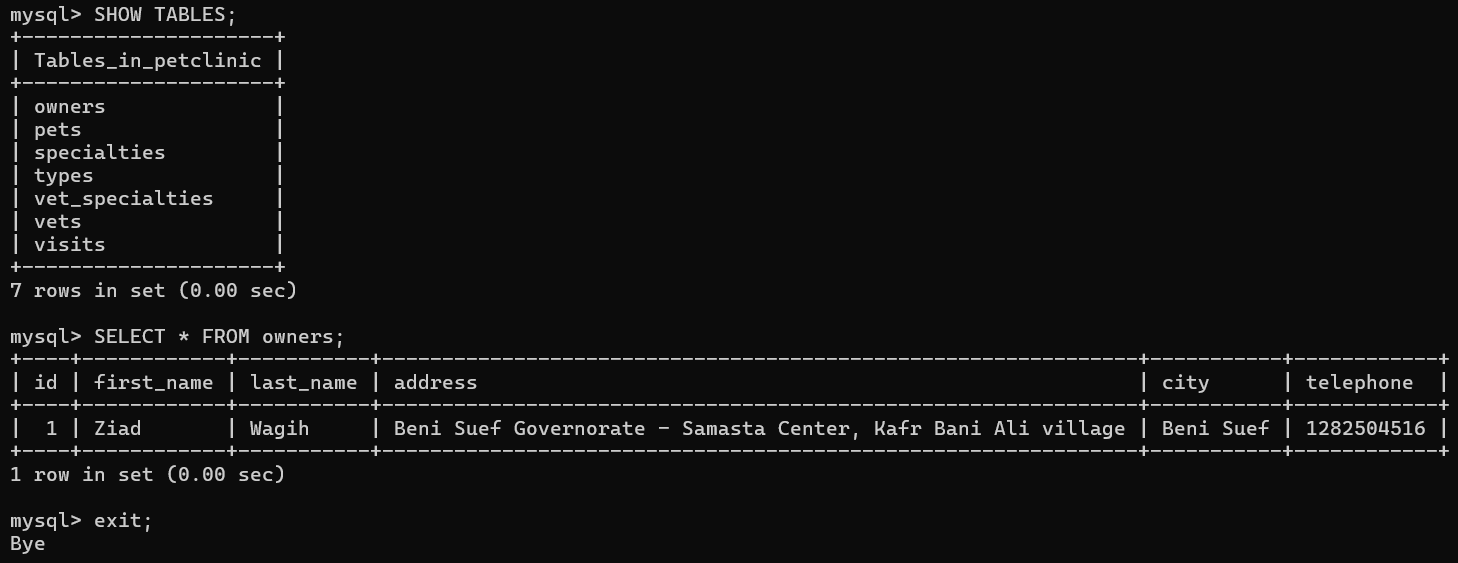 mysql> SHOW TABLES;
+---------------------+
| Tables_in_petclinic |
+---------------------+
| owners              |
| pets                |
| specialties         |
| types               |
| vet_specialties     |
| vets                |
| visits              |
+---------------------+
7 rows in set (0.00 sec)

mysql> SELECT * FROM owners;
+----+------------+-----------+---------------------------------------------------------------+-----------+------------+
| id | first_name | last_name | address                                                       | city      | telephone  |
+----+------------+-----------+---------------------------------------------------------------+-----------+------------+
|  1 | Ziad       | Wagih     | Beni Suef Governorate - Samasta Center, Kafr Bani Ali village | Beni Suef | 1282504516 |
+----+------------+-----------+---------------------------------------------------------------+-----------+------------+
1 row in set (0.00 sec)

mysql> exit;
Bye